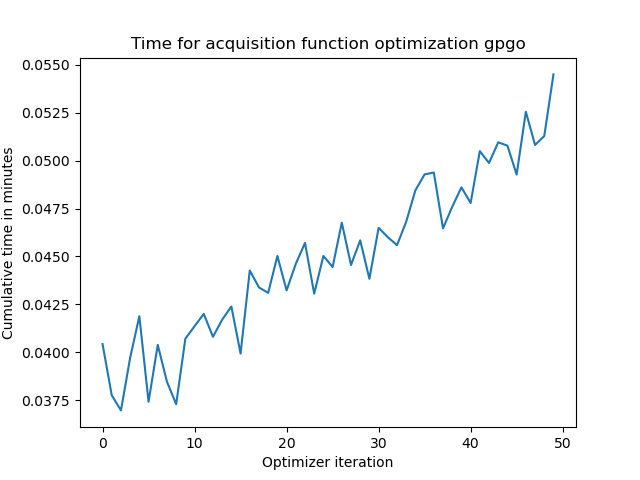 Time for acquisition function optimization gpgo
Cumulative time in minutes
0.0550
0.0525
0.0500
0.0475
0.0450
0.0425
0.0400
0.0375
0 10 20 30 40 50
Optimizer iteration